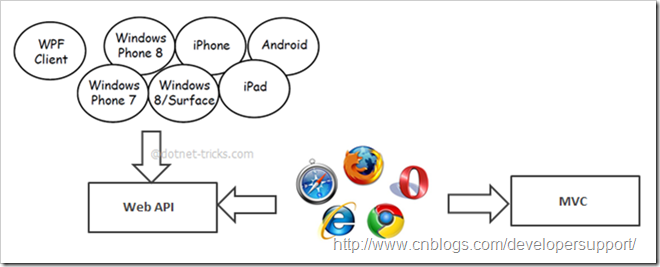 WPF
Client
Windows
Phone 8
iPhone
Android
Windows
Phone 7
Windows
8/Surface
iPad
@dotnet-tricks.com
Web API
MVC
http://www.cnblogs.com/developersupport/